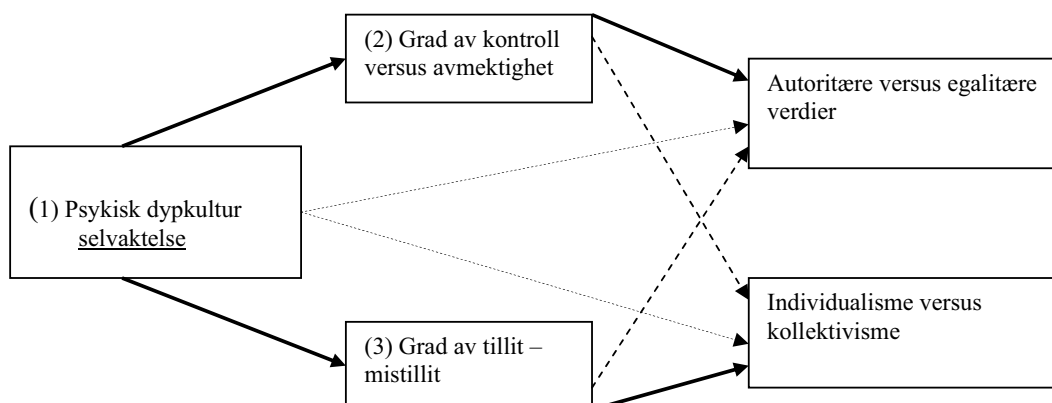 (2) Grad av kontroll
versus avmektighet
Autoritære versus egalitære
verdier
(1) Psykisk dypkultur
selvaktelse
Individualisme versus
kollektivisme
(3) Grad av tillit –
mistillit